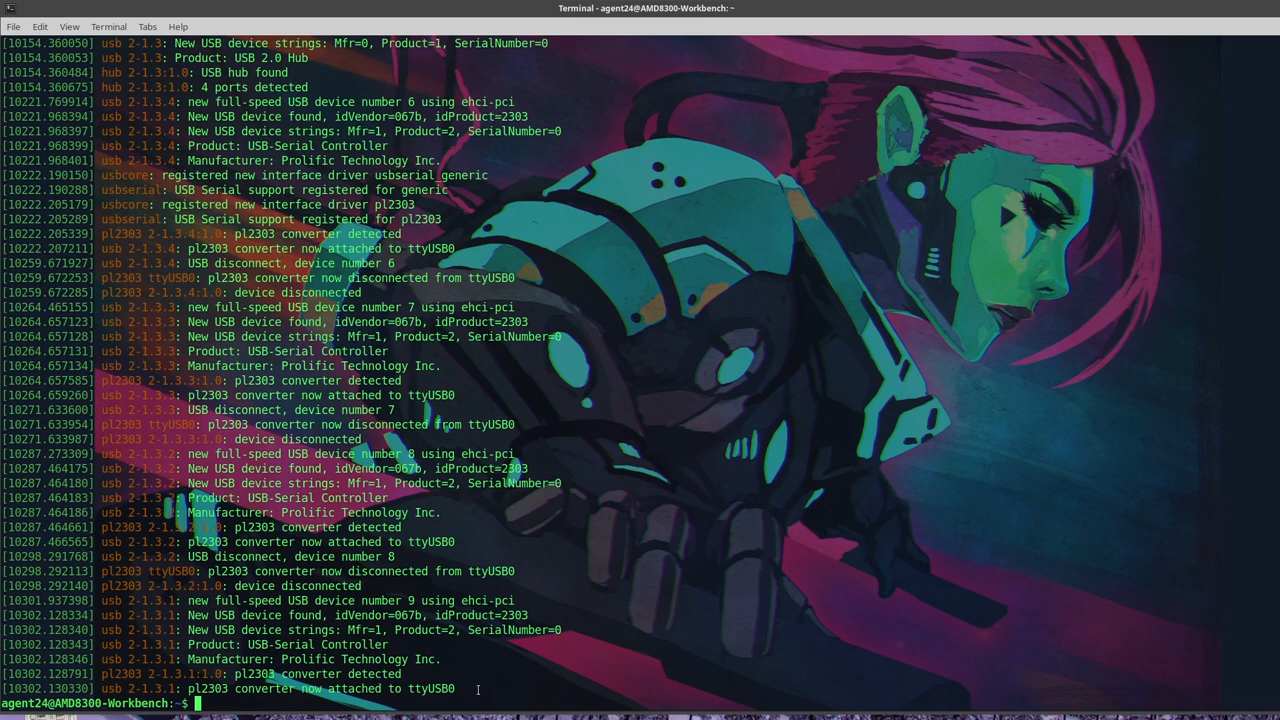 Terminal - agent24@AMD8300-Workbench: ~
File Edit View Terminal Tabs Help
[10154.360050] usb 2-1.3: New USB device strings: Mfr=0, Product=1, SerialNumber=0
[10154.360053] usb 2-1.3: Product: USB 2.0 Hub
[10154.360484] hub 2-1.3:1.0: USB hub found
[10154.360675] hub 2-1.3:1.0: 4 ports detected
[10221.769914] usb 2-1.3.4: new full-speed USB device number 6 using ehci-pci
[10221.968394] usb 2-1.3.4: New USB device found, idVendor=067b, idProduct=2303
[10221.968397] usb 2-1.3.4: New USB device strings: Mfr=1, Product=2, SerialNumber=0
[10221.968399] usb 2-1.3.4: Product: USB-Serial Controller
[10221.968401] usb 2-1.3.4: Manufacturer: Prolific Technology Inc.
[10222.190150] usbcore: registered new interface driver usbserial_generic
[10222.190288] usbserial: USB Serial support registered for generic
[10222.205179] usbcore: registered new interface driver pl2303
[10222.205289] usbserial: USB Serial support registered for pl2303
[10222.205339] pl2303 2-1.3.4:1.0: pl2303 converter detected
[10222.207211] usb 2-1.3.4: pl2303 converter now attached to ttyUSB0
[10259.671927] usb 2-1.3.4: USB disconnect, device number 6
[10259.672253] pl2303 ttyUSB0: pl2303 converter now disconnected from ttyUSB0
[10259.672285] pl2303 2-1.3.4:1.0: device disconnected
[10264.465155] usb 2-1.3.3: new full-speed USB device number 7 using ehci-pci
[10264.657123] usb 2-1.3.3: New USB device found, idVendor=067b, idProduct=2303
[10264.657128] usb 2-1.3.3: New USB device strings: Mfr=1, Product=2, SerialNumber=0
[10264.657131] usb 2-1.3.3: Product: USB-Serial Controller
[10264.657134] usb 2-1.3.3: Manufacturer: Prolific Technology Inc.
[10264.657585] pl2303 2-1.3.3:1.0: pl2303 converter detected
[10264.659260] usb 2-1.3.3: pl2303 converter now attached to ttyUSB0
[10271.633600] usb 2-1.3.3: USB disconnect, device number 7
[10271.633954] pl2303 ttyUSB0: pl2303 converter now disconnected from ttyUSB0
[10271.633987] pl2303 2-1.3.3:1.0: device disconnected
[10287.273309] usb 2-1.3.2: new full-speed USB device number 8 using ehci-pci
[10287.464175] usb 2-1.3.2: New USB device found, idVendor=067b, idProduct=2303
[10287.464180] usb 2-1.3.2: New USB device strings: Mfr=1, Product=2, SerialNumber=0
[10287.464183] usb 2-1.3.2: Product: USB-Serial Controller
[10287.464186] usb 2-1.3.2: Manufacturer: Prolific Technology Inc.
[10287.464661] pl2303 2-1.3.2:1.0: pl2303 converter detected
[10287.466565] usb 2-1.3.2: pl2303 converter now attached to ttyUSB0
[10298.291768] usb 2-1.3.2: USB disconnect, device number 8
[10298.292113] pl2303 ttyUSB0: pl2303 converter now disconnected from ttyUSB0
[10298.292140] pl2303 2-1.3.2:1.0: device disconnected
[10301.937398] usb 2-1.3.1: new full-speed USB device number 9 using ehci-pci
[10302.128334] usb 2-1.3.1: New USB device found, idVendor=067b, idProduct=2303
[10302.128340] usb 2-1.3.1: New USB device strings: Mfr=1, Product=2, SerialNumber=0
[10302.128343] usb 2-1.3.1: Product: USB-Serial Controller
[10302.128346] usb 2-1.3.1: Manufacturer: Prolific Technology Inc.
[10302.128791] pl2303 2-1.3.1:1.0: pl2303 converter detected
[10302.130330] usb 2-1.3.1: pl2303 converter now attached to ttyUSB0
agent24@AMD8300-Workbench:~$